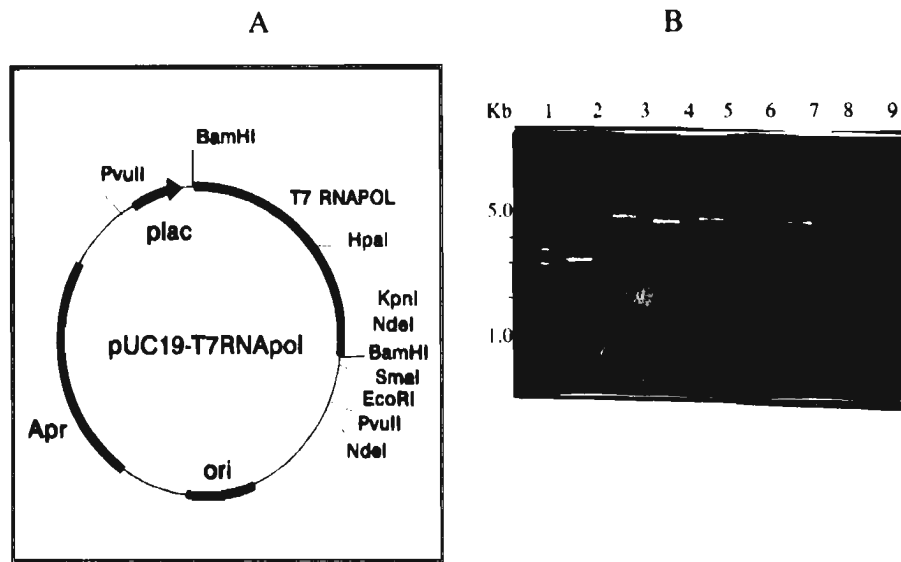 A
B
BamHI
PvuII
T7 RNAPOL
plac
HpaI
KpnI
NdeI
pUC19-T7RNApol
BamHI
SmaI
EcoRI
PvuII
NdeI
Apr
ori
Kb 1 2 3 4 5 6 7 8 9
5.0
1.0